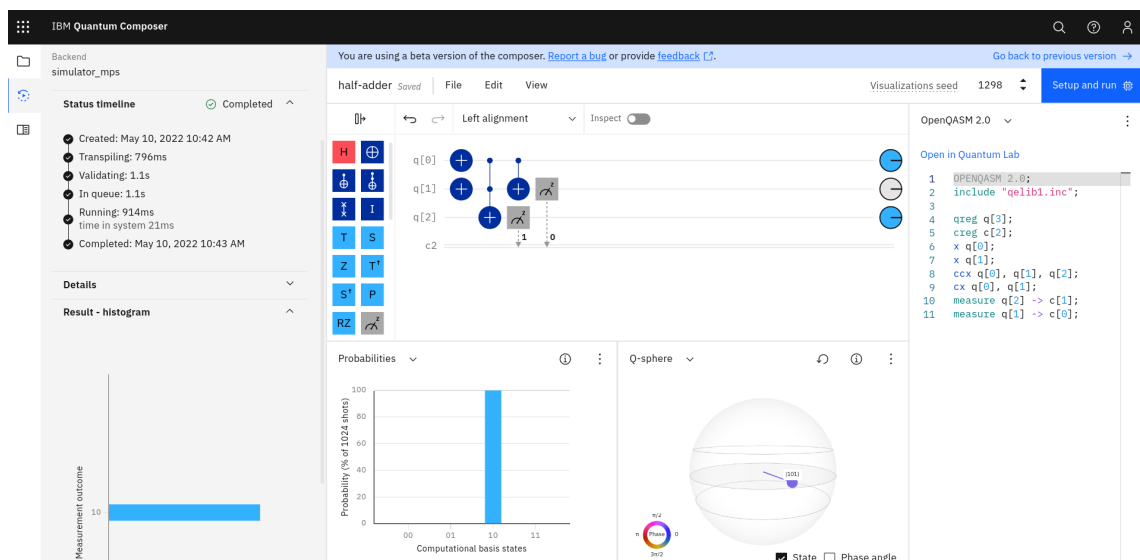 IBM Quantum Composer
Backend
simulator_mps
Status timeline
Completed
Created: May 10, 2022 10:42 AM
Transpiling: 796ms
Validating: 1.1s
In queue: 1.1s
Running: 914ms
time in system 21ms
Completed: May 10, 2022 10:43 AM
Details
Result - histogram
Measurement outcome
10
You are using a beta version of the composer. Report a bug or provide feedback.
Go back to previous version
half-adder Saved
File Edit View
Visualizations seed 1298
Setup and run
Left alignment
Inspect
H
I
T S
Z T†
S† P
RZ z
q[0]
q[1]
q[2]
c2
z
z
1 0
OpenQASM 2.0
Open in Quantum Lab
1 OPENQASM 2.0;
2 include "qelib1.inc";
3
4 qreg q[3];
5 creg c[2];
6 x q[0];
7 x q[1];
8 ccx q[0], q[1], q[2];
9 cx q[0], q[1];
10 measure q[2] -> c[1];
11 measure q[1] -> c[0];
Probabilities
Probability (% of 1024 shots)
100
80
60
40
20
0
00 01 10 11
Computational basis states
Q-sphere
|101⟩
π/2
π Phase 0
3π/2
State Phase angle